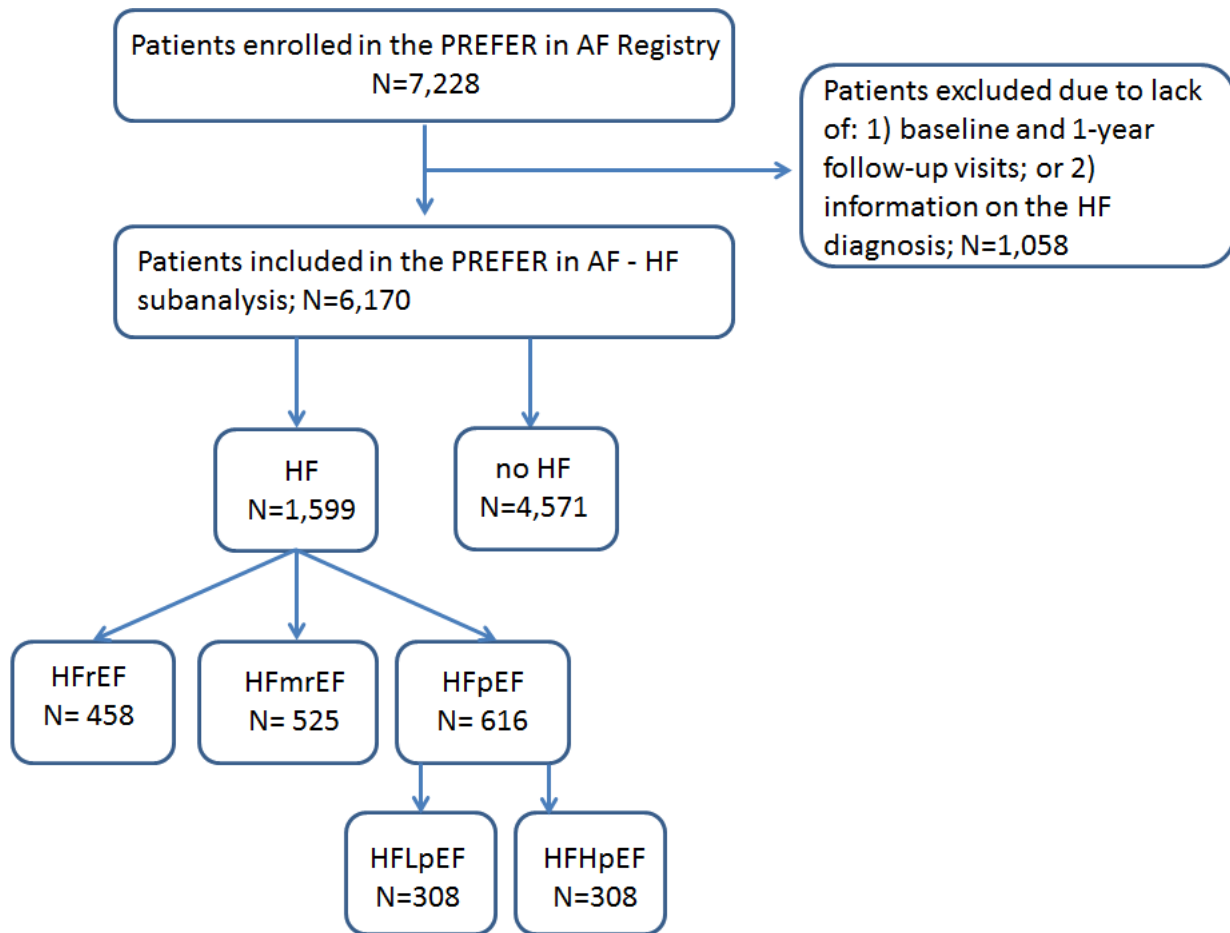 Patients enrolled in the PREFER in AF Registry
N=7,228
Patients excluded due to lack
of: 1) baseline and 1-year
follow-up visits; or 2)
information on the HF
diagnosis; N=1,058
Patients included in the PREFER in AF - HF
subanalysis; N=6,170
HF
N=1,599
no HF
N=4,571
HFrEF
N= 458
HFmrEF
N= 525
HFpEF
N= 616
HFLpEF
N=308
HFHpEF
N=308